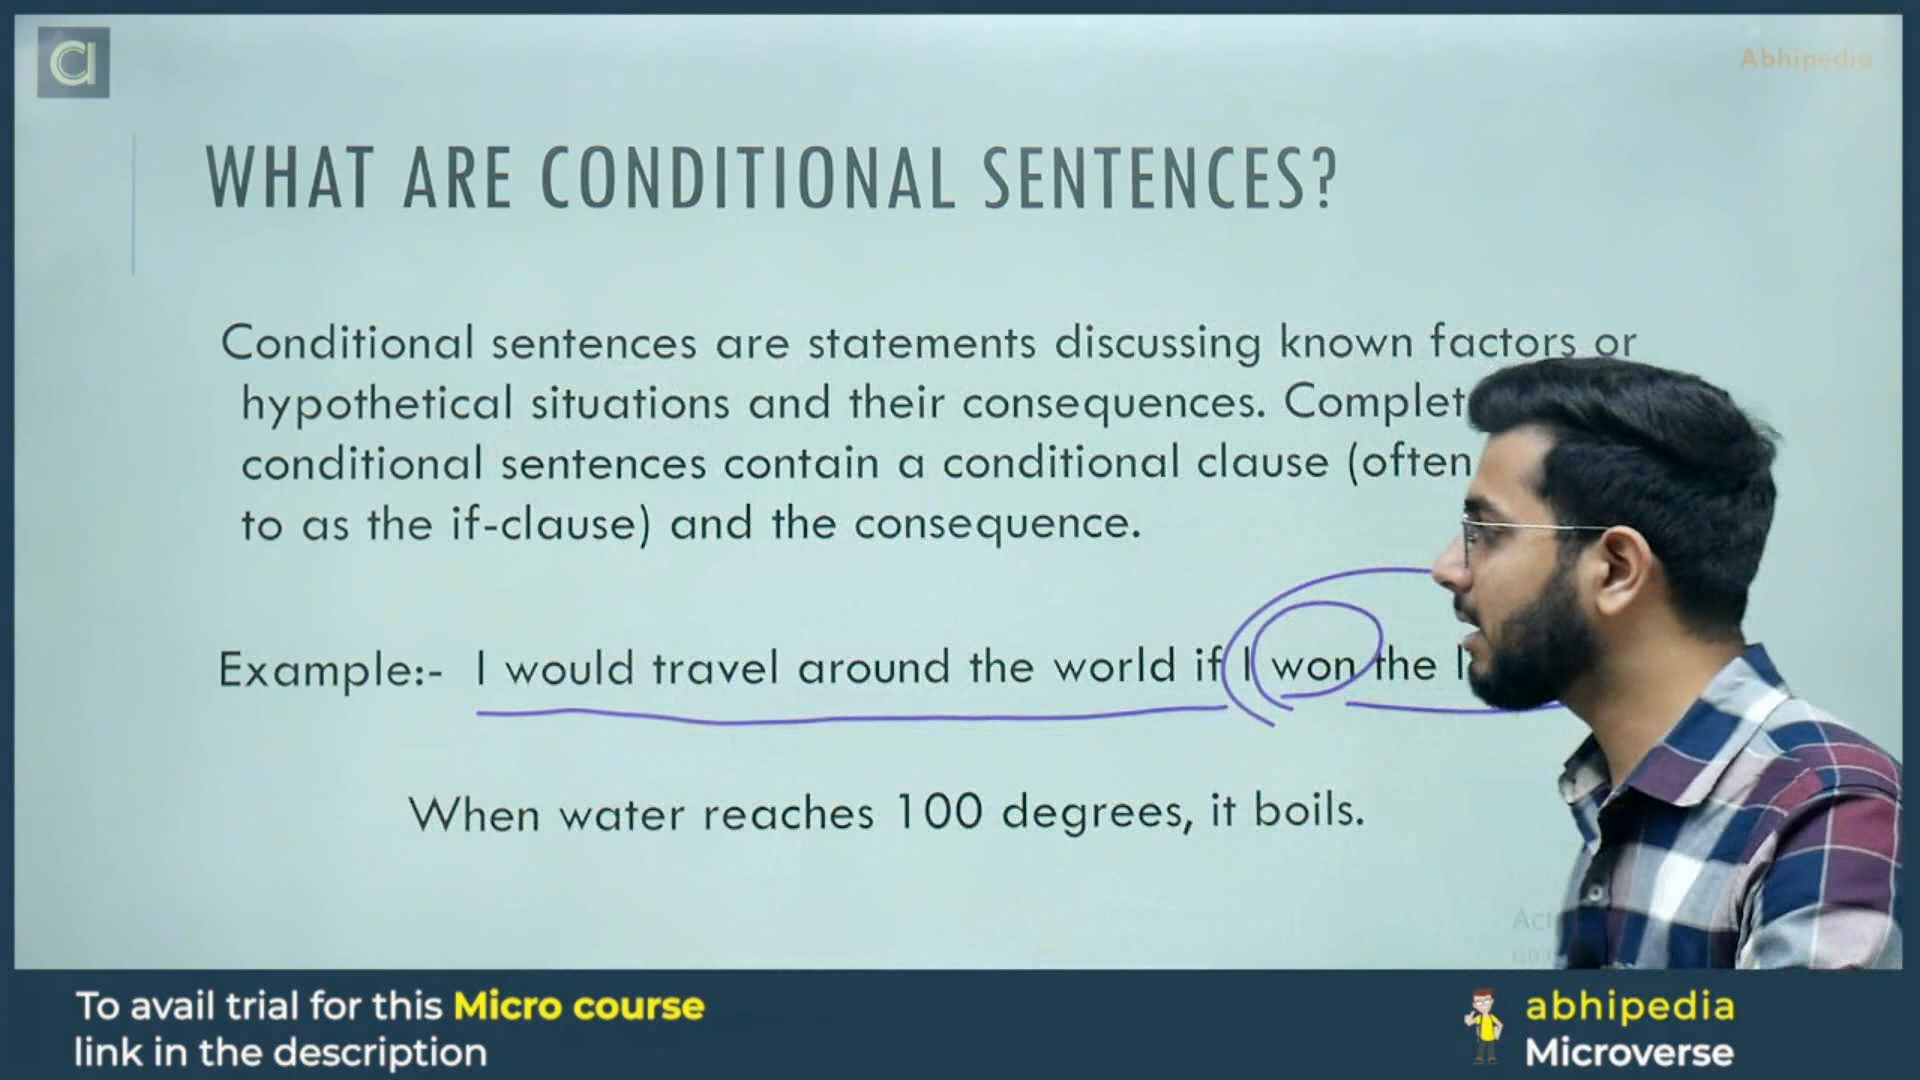 Abhipedia
WHAT ARE CONDITIONAL SENTENCES?
Conditional sentences are statements discussing known factors or
hypothetical situations and their consequences.
conditional sentences contain a conditional clause (often
to as the if-clause) and the consequence.
Example:- I would travel around the world if I won the
When water reaches 100 degrees, it boils.
To avail trial for this Micro course
link in the description
abhipedia
Microverse